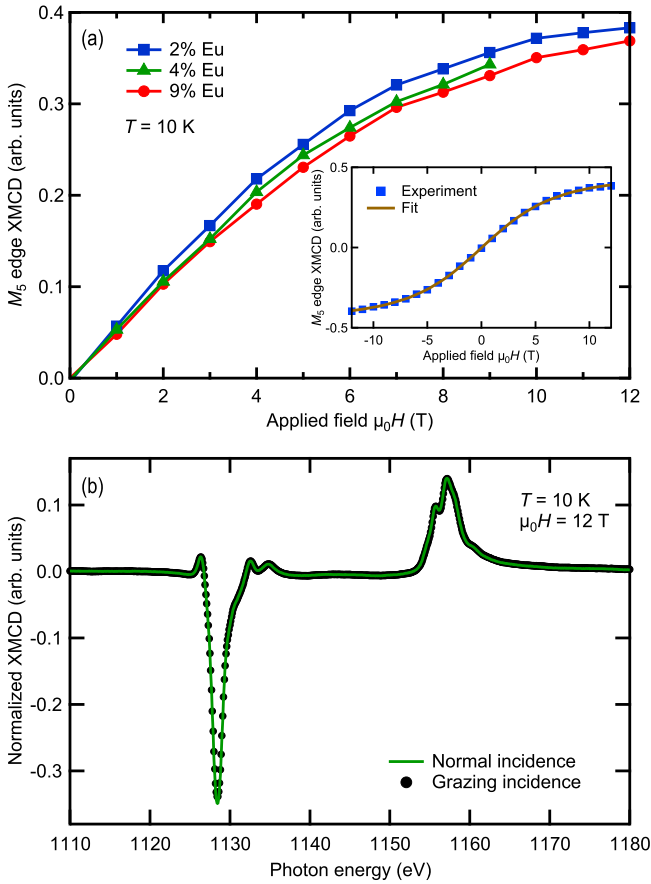 (a)
2% Eu
4% Eu
9% Eu
T = 10 K
M5 edge XMCD (arb. units)
0.4
0.3
0.2
0.1
0.0
0 2 4 6 8 10 12
Applied field μ0H (T)
Experiment
Fit
M5 edge XMCD (arb. units)
0.5
0.0
-0.5
-10 -5 0 5 10
Applied field μ0H (T)
(b)
T = 10 K
μ0H = 12 T
Normalized XMCD (arb. units)
0.1
0.0
-0.1
-0.2
-0.3
Normal incidence
Grazing incidence
1110 1120 1130 1140 1150 1160 1170 1180
Photon energy (eV)